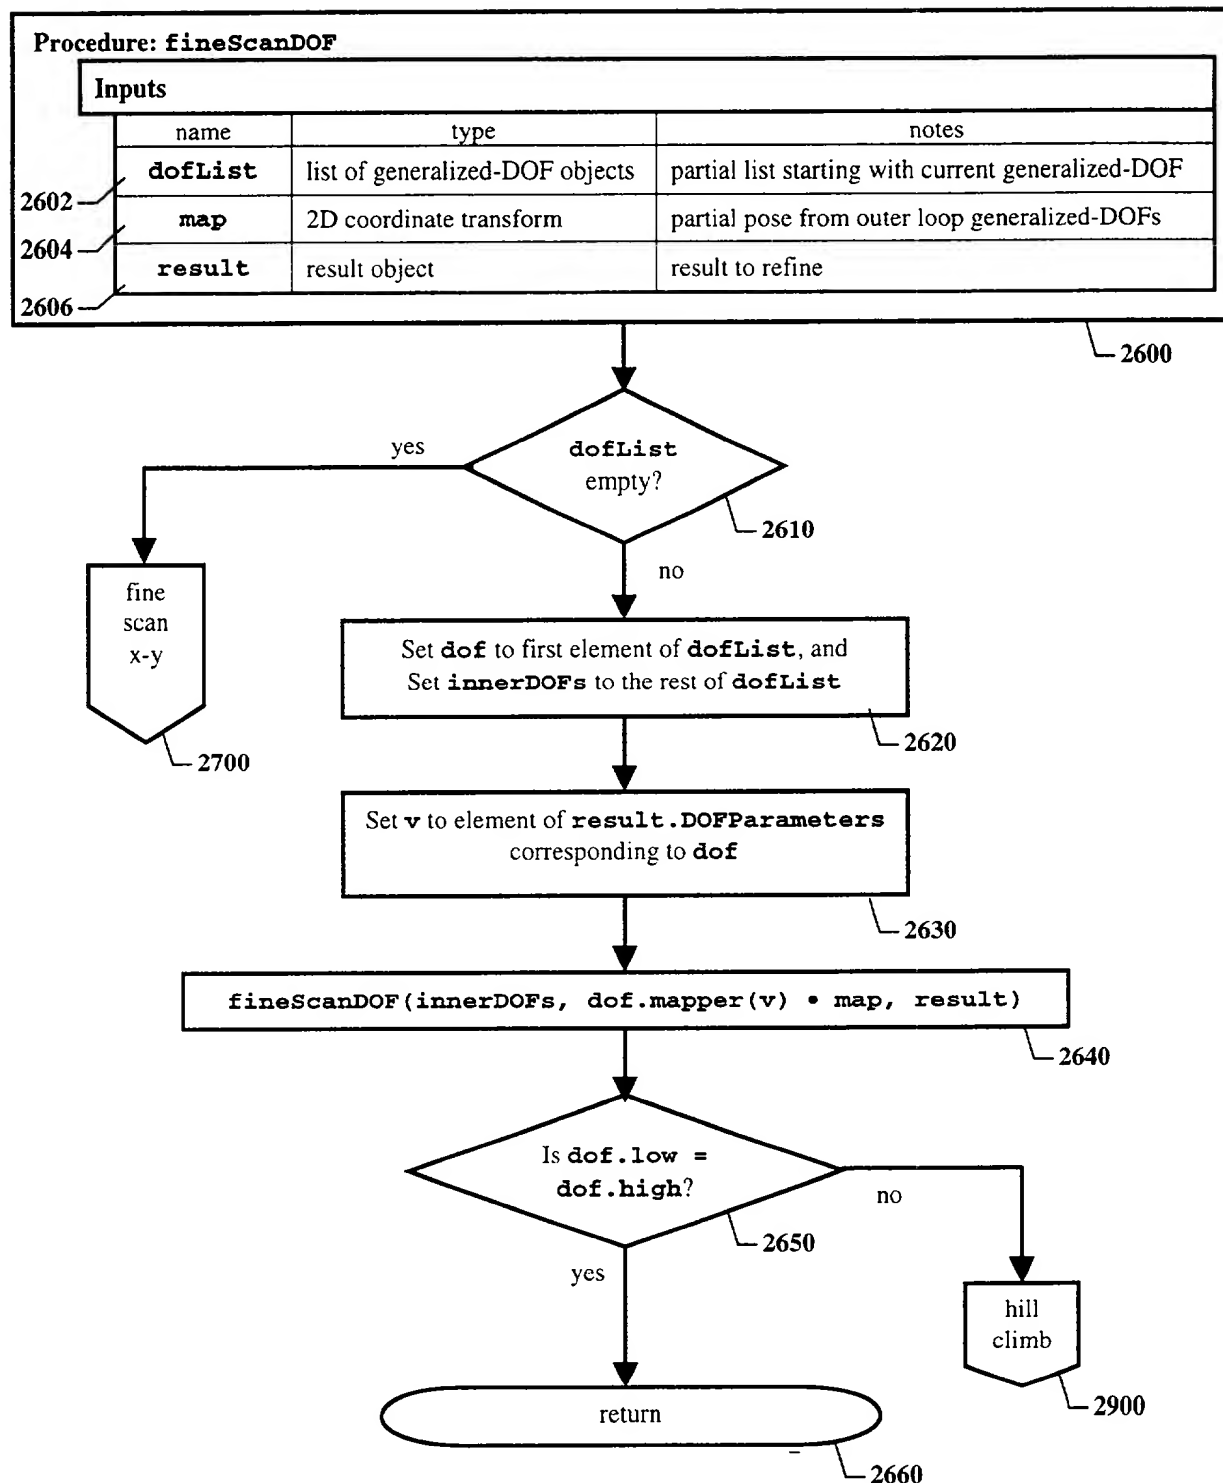 Procedure: fineScanDOF
Inputs
name type notes
dofList list of generalized-DOF objects partial list starting with current generalized-DOF
2602
map 2D coordinate transform partial pose from outer loop generalized-DOFs
2604
result result object result to refine
2606
2600
yes
dofList
empty?
2610
no
fine
scan
x-y
2700
Set dof to first element of dofList, and
Set innerDOFs to the rest of dofList
2620
Set v to element of result.DOFParameters
corresponding to dof
2630
fineScanDOF(innerDOFs, dof.mapper(v) • map, result)
2640
Is dof.low =
dof.high?
no
2650
yes
hill
climb
2900
return
2660